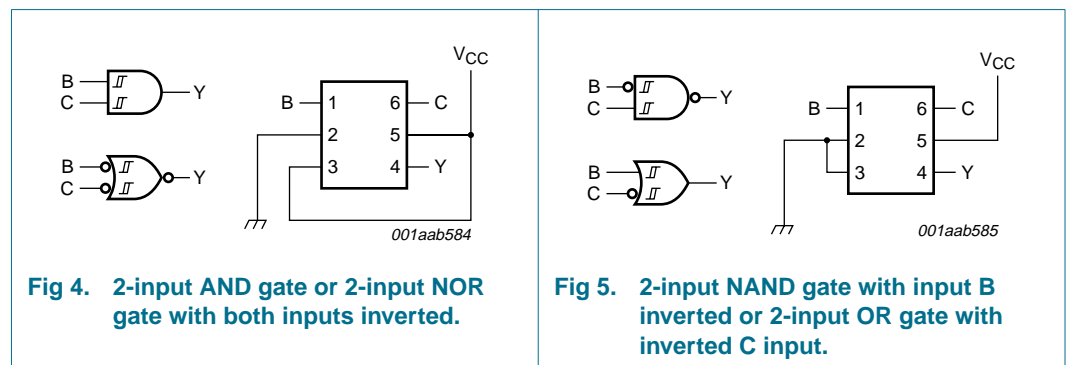 VCC
B
C
Y
B
C
Y
B 1 6 C
2 5
3 4 Y
001aab584
Fig 4. 2-input AND gate or 2-input NOR
gate with both inputs inverted.
VCC
B
C
Y
B
C
Y
B 1 6 C
2 5
3 4 Y
001aab585
Fig 5. 2-input NAND gate with input B
inverted or 2-input OR gate with
inverted C input.